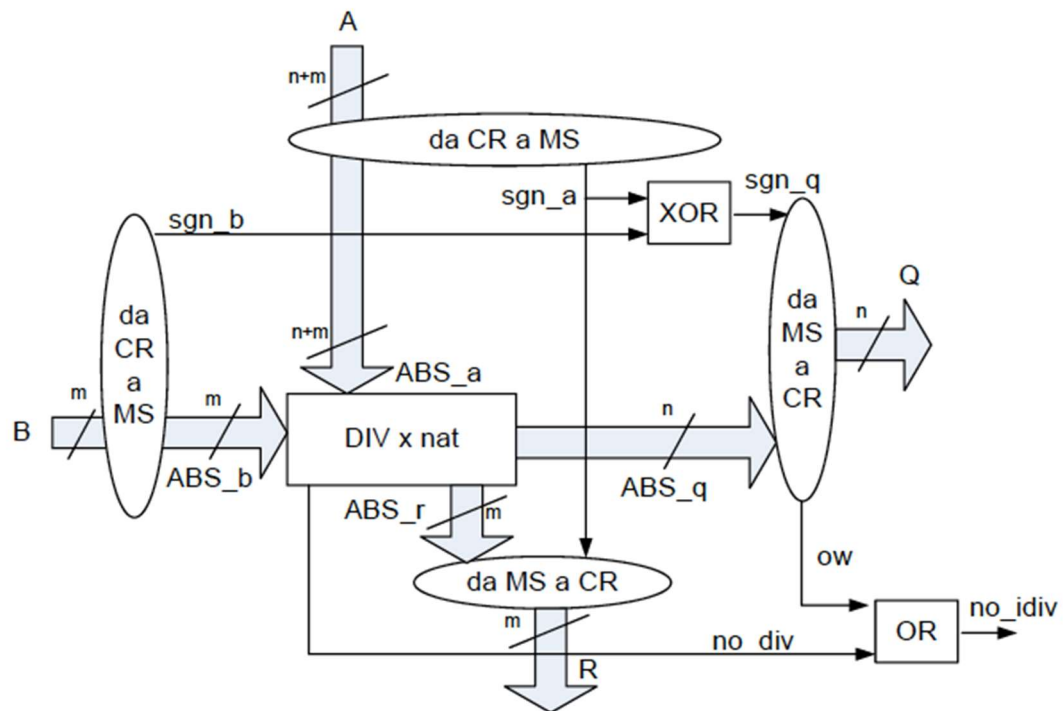 A
n+m
da CR a MS
sgn_a
sgn_q
XOR
sgn_b
n+m
ABS_a
da
CR
a
MS
da
MS
a
CR
Q
n
B
m
m
ABS_b
DIV x nat
n
ABS_q
ABS_r
m
da MS a CR
ow
m
no_div
OR
no_idiv
R